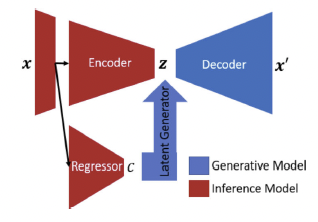 x Encoder z Decoder x′
Latent Generator
Regressor C
Generative Model
Inference Model